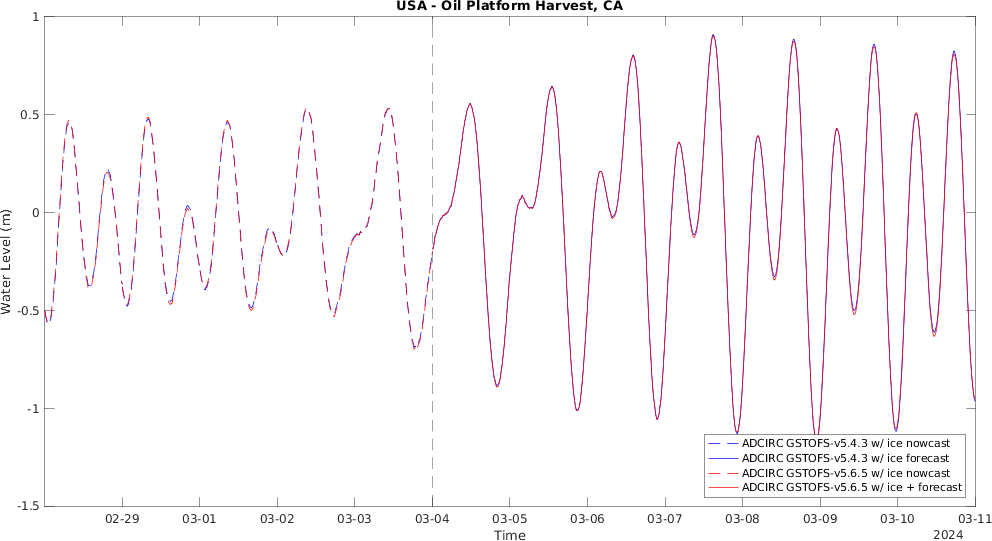 USA - Oil Platform Harvest, CA
1
0.5
0
-0.5
-1
-1.5
Water Level (m)
ADCIRC GSTOFS-v5.4.3 w/ ice nowcast
ADCIRC GSTOFS-v5.4.3 w/ ice forecast
ADCIRC GSTOFS-v5.6.5 w/ ice nowcast
ADCIRC GSTOFS-v5.6.5 w/ ice + forecast
02-29 03-01 03-02 03-03 03-04 03-05 03-06 03-07 03-08 03-09 03-10 03-11
Time
2024